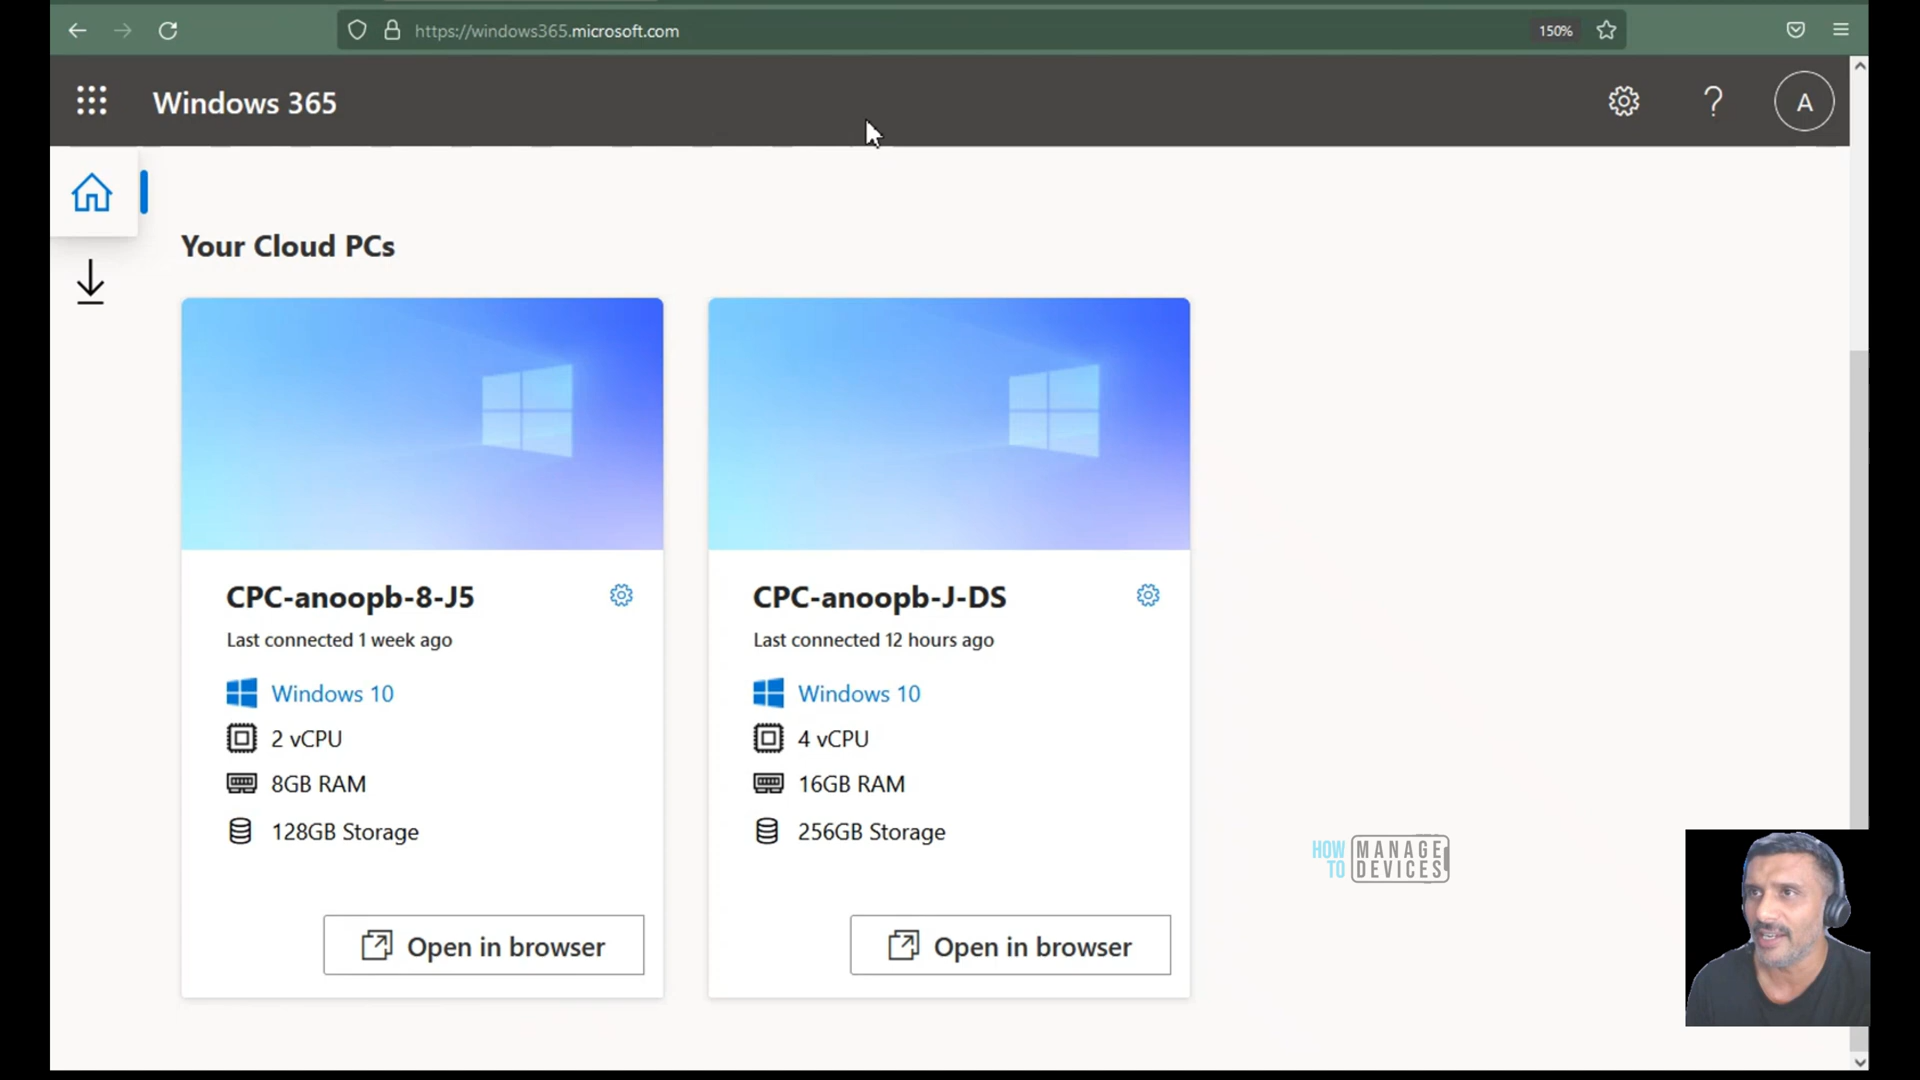 https://windows365.microsoft.com
150%
Windows 365
A
Your Cloud PCs
CPC-anoopb-8-J5
Last connected 1 week ago
Windows 10
2 vCPU
8GB RAM
128GB Storage
Open in browser
CPC-anoopb-J-DS
Last connected 12 hours ago
Windows 10
4 vCPU
16GB RAM
256GB Storage
Open in browser
HOW MANAGE
TO DEVICES